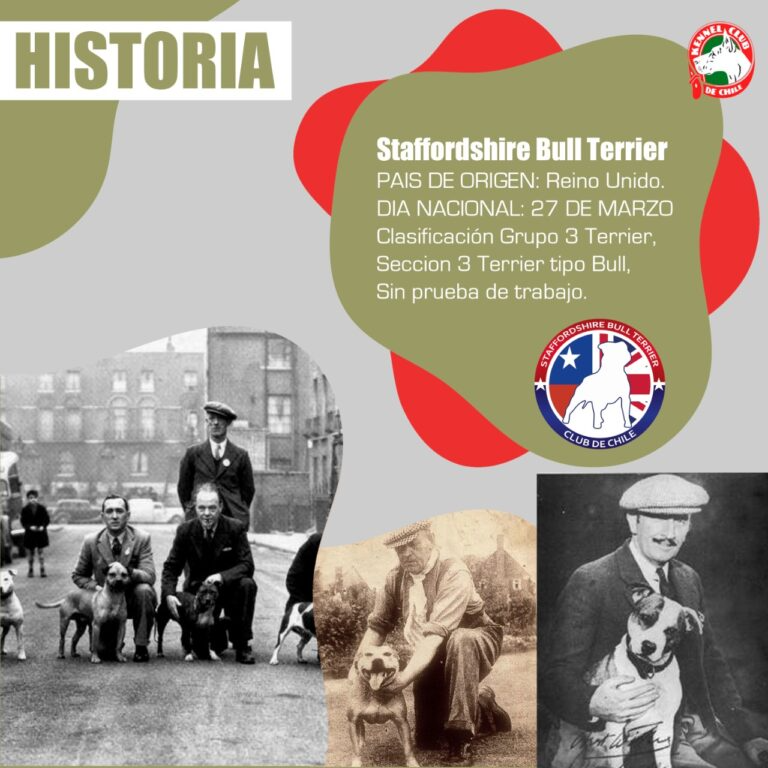 HISTORIA
KENNEL CLUB
DE CHILE
Staffordshire Bull Terrier
PAIS DE ORIGEN: Reino Unido.
DIA NACIONAL: 27 DE MARZO
Clasificación Grupo 3 Terrier,
Seccion 3 Terrier tipo Bull,
Sin prueba de trabajo.
STAFFORDSHIRE BULL TERRIER
CLUB DE CHILE